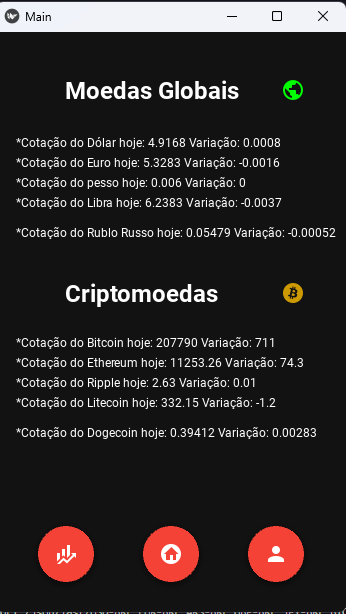 Main
Moedas Globais
*Cotação do Dólar hoje: 4.9168 Variação: 0.0008
*Cotação do Euro hoje: 5.3283 Variação: -0.0016
*Cotação do peso hoje: 0.006 Variação: 0
*Cotação do Libra hoje: 6.2383 Variação: -0.0037
*Cotação do Rublo Russo hoje: 0.05479 Variação: -0.00052
Criptomoedas
*Cotação do Bitcoin hoje: 207790 Variação: 711
*Cotação do Ethereum hoje: 11253.26 Variação: 74.3
*Cotação do Ripple hoje: 2.63 Variação: 0.01
*Cotação do Litecoin hoje: 332.15 Variação: -1.2
*Cotação do Dogecoin hoje: 0.39412 Variação: 0.00283